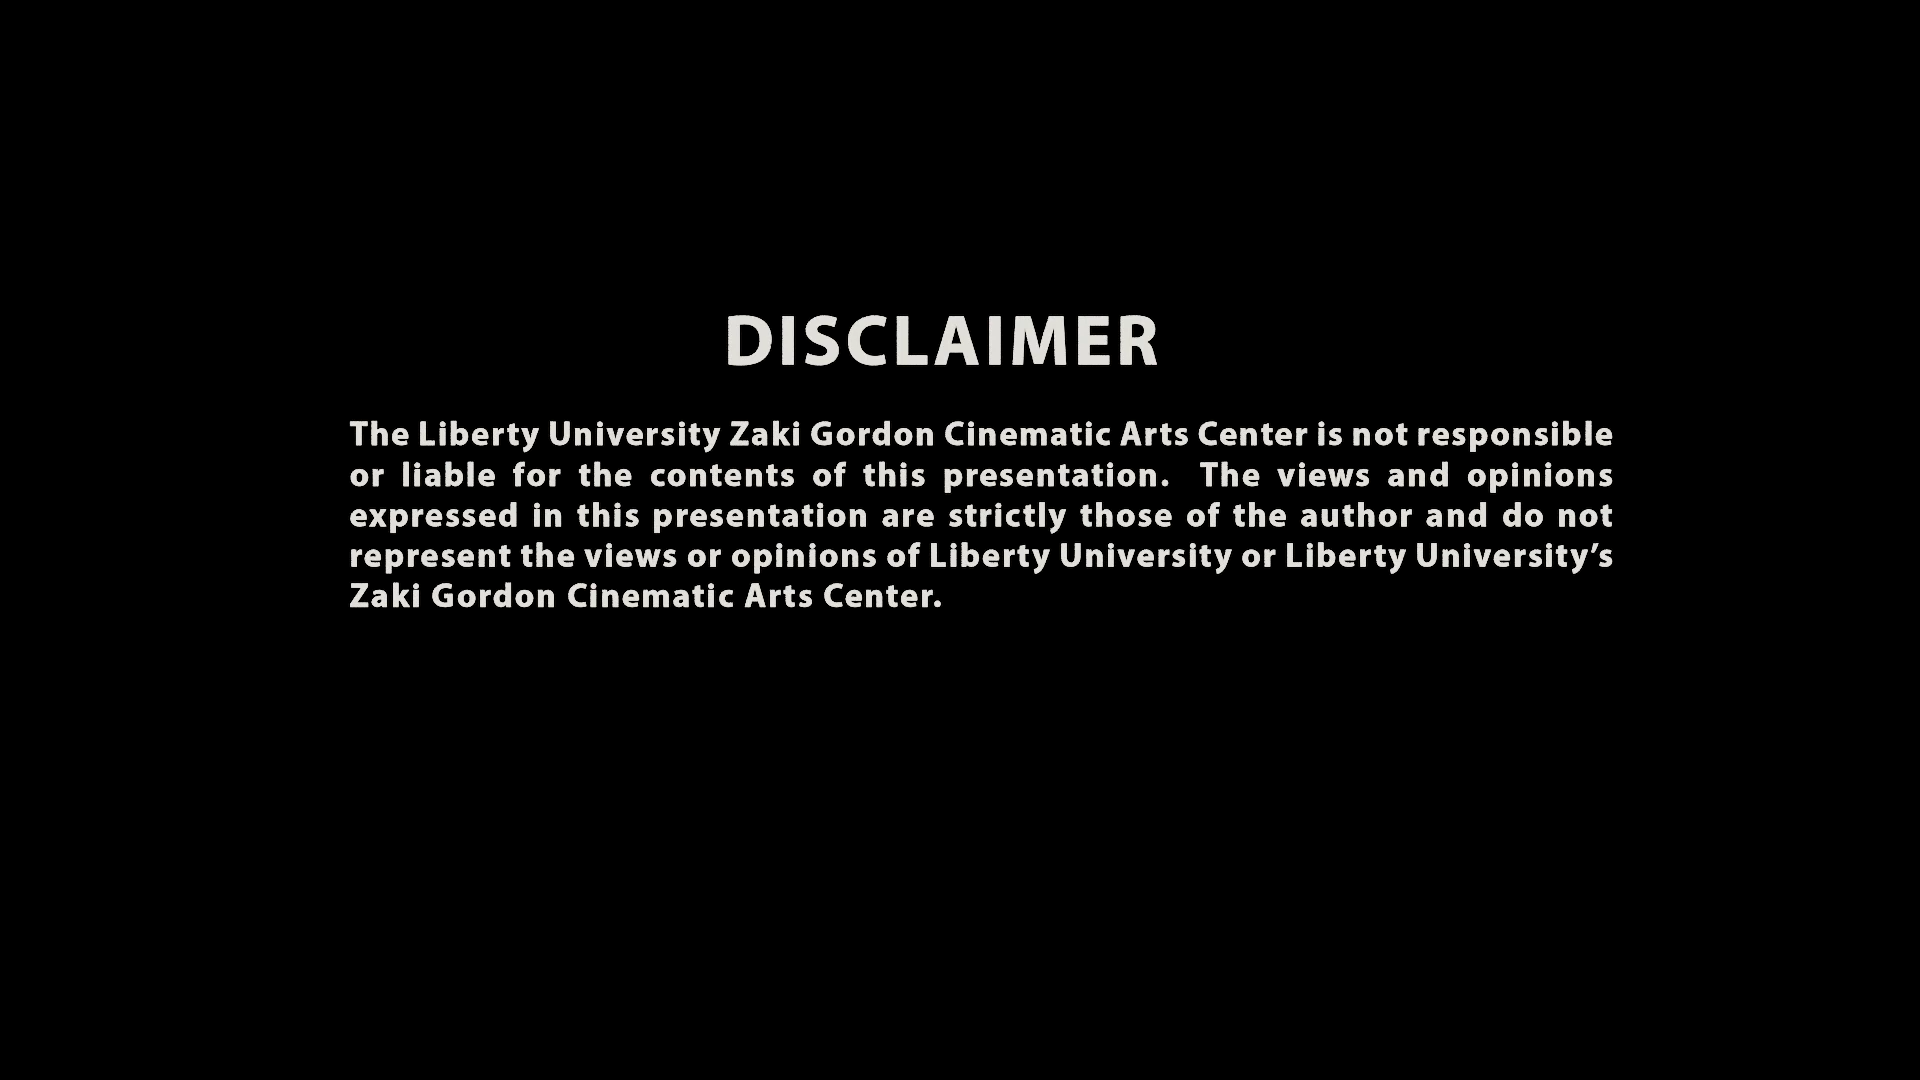 DISCLAIMER
The Liberty University Zaki Gordon Cinematic Arts Center is not responsible
or liable for the contents of this presentation. The views and opinions
expressed in this presentation are strictly those of the author and do not
represent the views or opinions of Liberty University or Liberty University’s
Zaki Gordon Cinematic Arts Center.